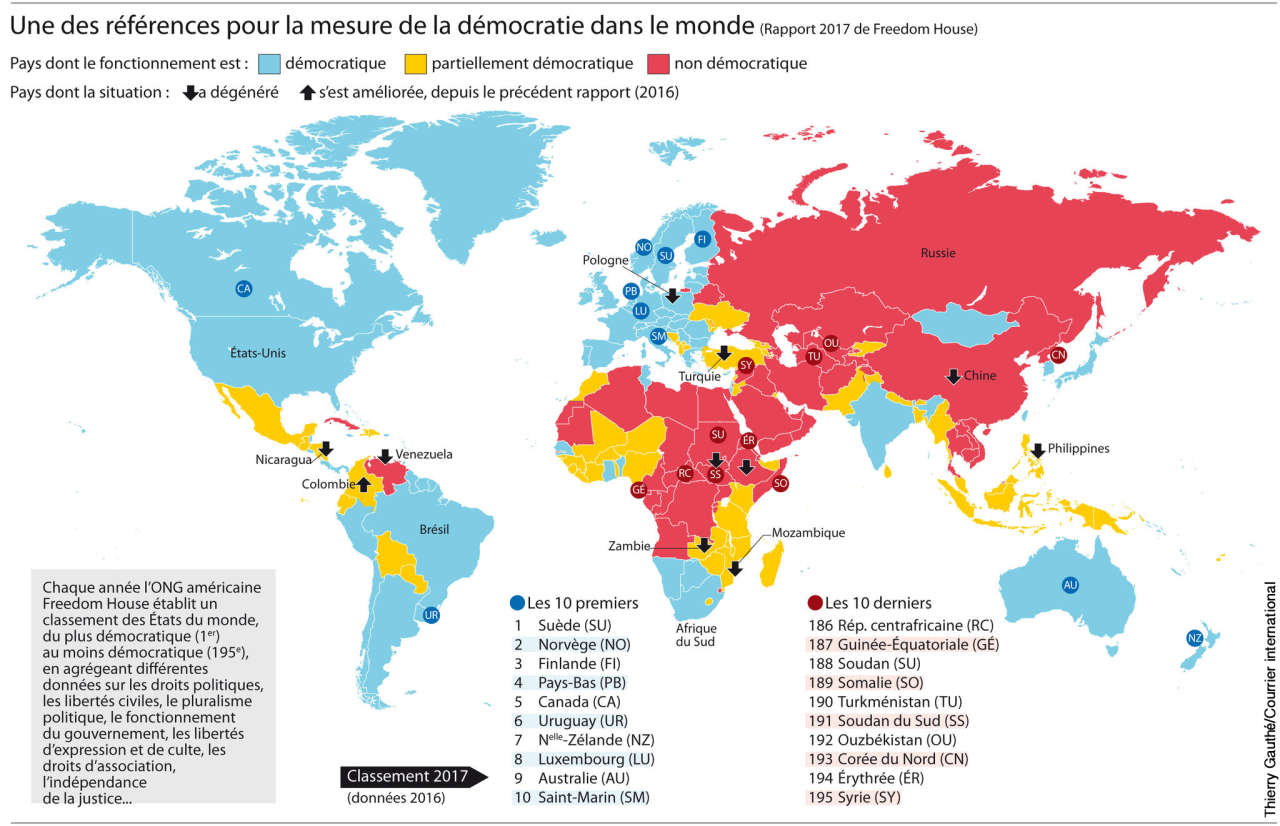 Une des références pour la mesure de la démocratie dans le monde (Rapport 2017 de Freedom House)
Pays dont le fonctionnement est : démocratique partiellement démocratique non démocratique
Pays dont la situation : a dégénéré s'est améliorée, depuis le précédent rapport (2016)
NO
SU
FI
Pologne
Russie
CA
PB
LU
SM
États-Unis
OU
TU
CN
SY
Turquie
Chine
SU
ÉR
Nicaragua
Venezuela
Philippines
Colombie
RC
SS
SO
GÉ
Brésil
Mozambique
Zambie
AU
UR
NZ
Afrique
du Sud
Chaque année l'ONG américaine
Freedom House établit un
classement des États du monde,
du plus démocratique (1er)
au moins démocratique (195e),
en agrégeant différentes
données sur les droits politiques,
les libertés civiles, le pluralisme
politique, le fonctionnement
du gouvernement, les libertés
d'expression et de culte, les
droits d'association,
l'indépendance
de la justice...
Classement 2017
(données 2016)
Les 10 premiers
1 Suède (SU)
2 Norvège (NO)
3 Finlande (FI)
4 Pays-Bas (PB)
5 Canada (CA)
6 Uruguay (UR)
7 Nelle-Zélande (NZ)
8 Luxembourg (LU)
9 Australie (AU)
10 Saint-Marin (SM)
Les 10 derniers
186 Rép. centrafricaine (RC)
187 Guinée-Équatoriale (GÉ)
188 Soudan (SU)
189 Somalie (SO)
190 Turkménistan (TU)
191 Soudan du Sud (SS)
192 Ouzbékistan (OU)
193 Corée du Nord (CN)
194 Érythrée (ÉR)
195 Syrie (SY)
Thierry Gauthé/Courrier international